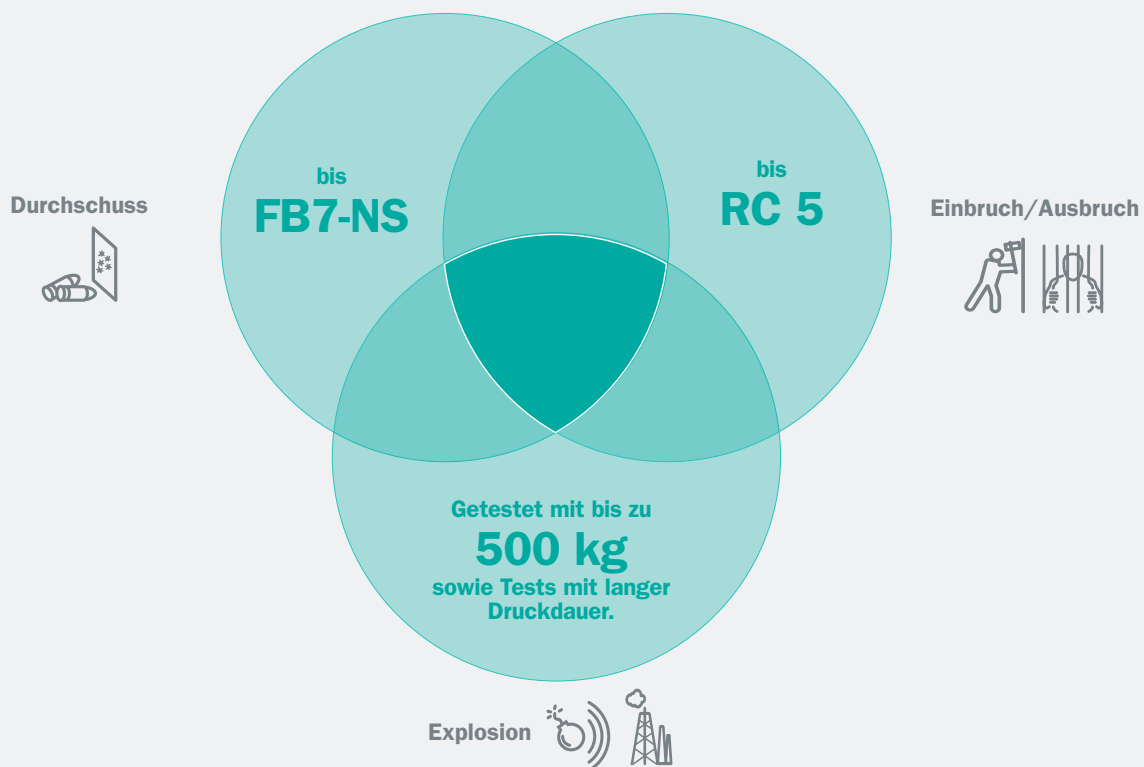 Durchschuss
bis
FB7-NS
bis
RC 5
Einbruch/Ausbruch
Getestet mit bis zu
500 kg
sowie Tests mit langer
Druckdauer.
Explosion